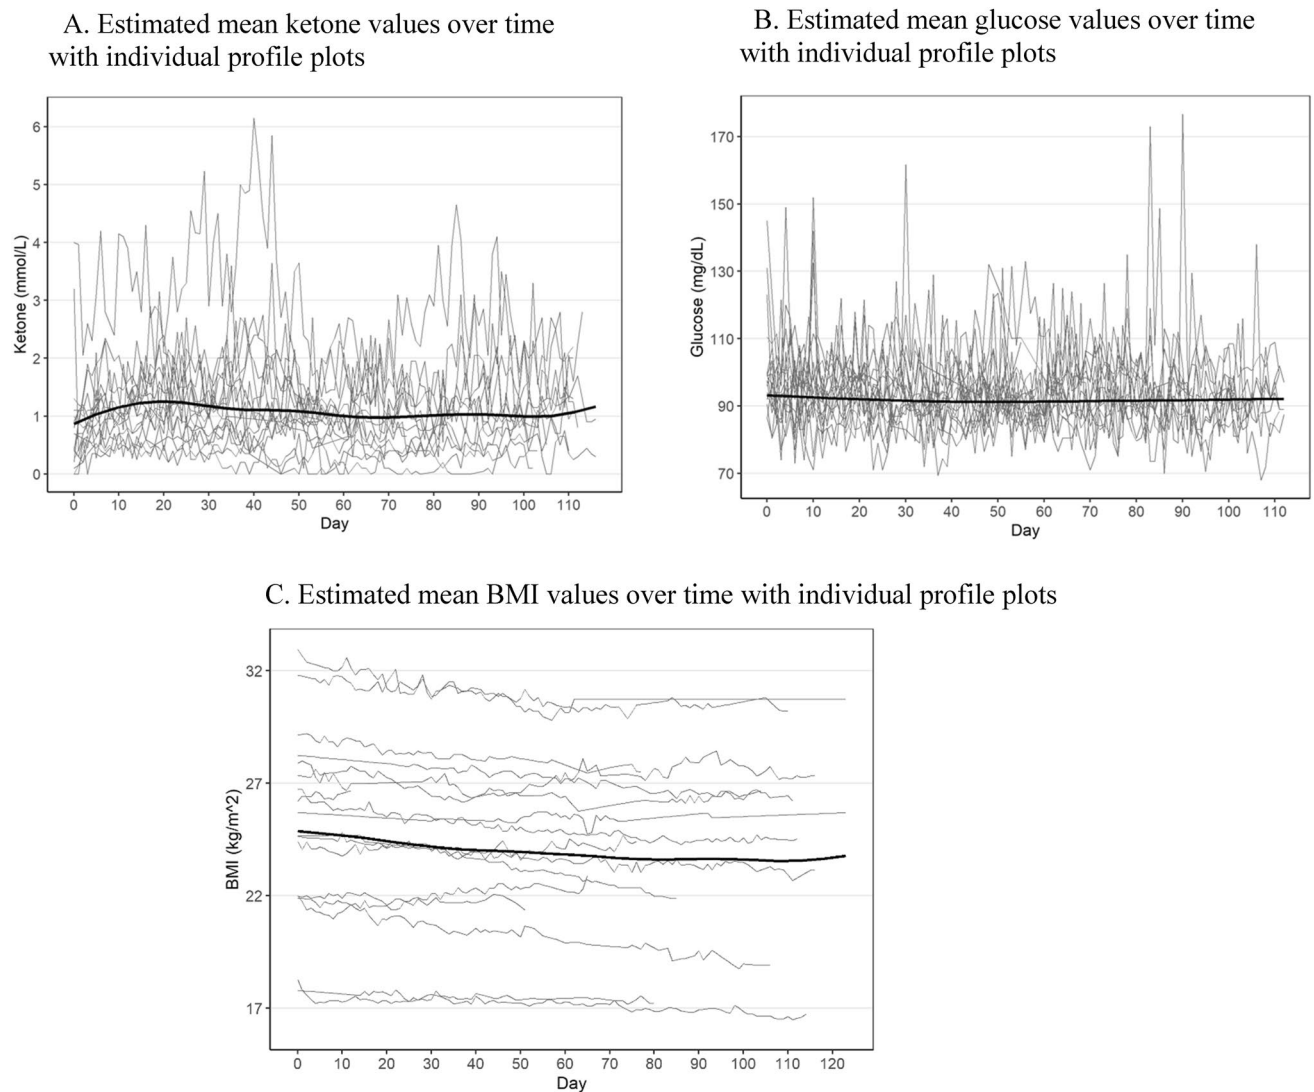 A. Estimated mean ketone values over time
with individual profile plots
6
5
4
3
2
1
0
Ketone (mmol/L)
0 10 20 30 40 50 60 70 80 90 100 110
Day
B. Estimated mean glucose values over time
with individual profile plots
170
150
130
110
90
70
Glucose (mg/dL)
0 10 20 30 40 50 60 70 80 90 100 110
Day
C. Estimated mean BMI values over time with individual profile plots
32
27
22
17
BMI (kg/m^2)
0 10 20 30 40 50 60 70 80 90 100 110 120
Day